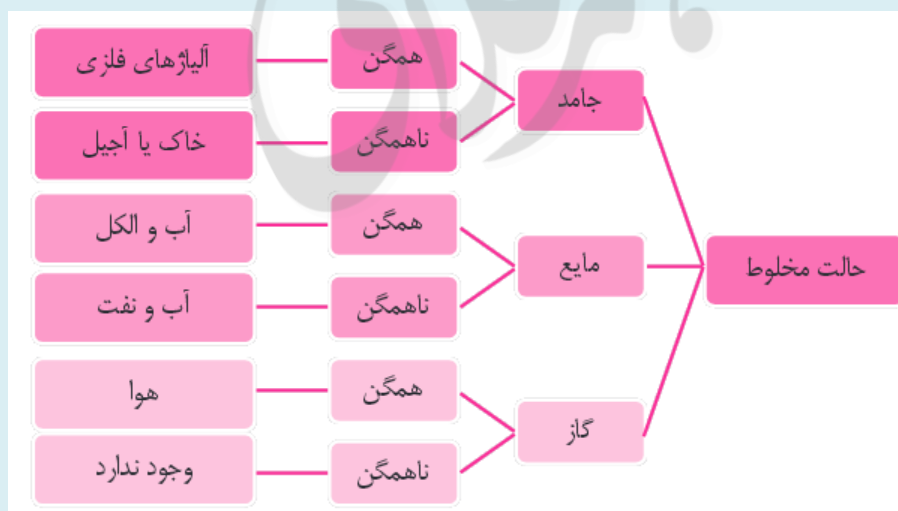 حالت مخلوط
جامد
همگن
آلیاژهای فلزی
ناهمگن
خاک یا آجیل
مایع
همگن
آب و الکل
ناهمگن
آب و نفت
گاز
همگن
هوا
ناهمگن
وجود ندارد